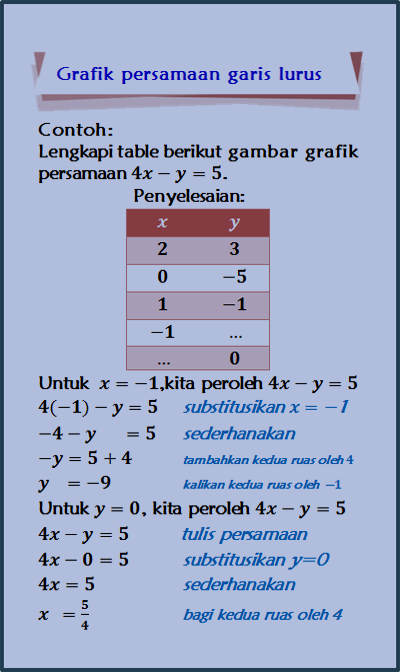 Grafik persamaan garis lurus
Contoh:
Lengkapi table berikut gambar grafik
persamaan 4x − y = 5.
Penyelesaian:
x y
2 3
0 −5
1 −1
−1 ...
... 0
Untuk x = −1,kita peroleh 4x − y = 5
4(−1) − y = 5 substitusikan x = −1
−4 − y = 5 sederhanakan
−y = 5 + 4 tambahkan kedua ruas oleh 4
y = −9 kalikan kedua ruas oleh −1
Untuk y = 0, kita peroleh 4x − y = 5
4x − y = 5 tulis persamaan
4x − 0 = 5 substitusikan y=0
4x = 5 sederhanakan
x = 5/4 bagi kedua ruas oleh 4